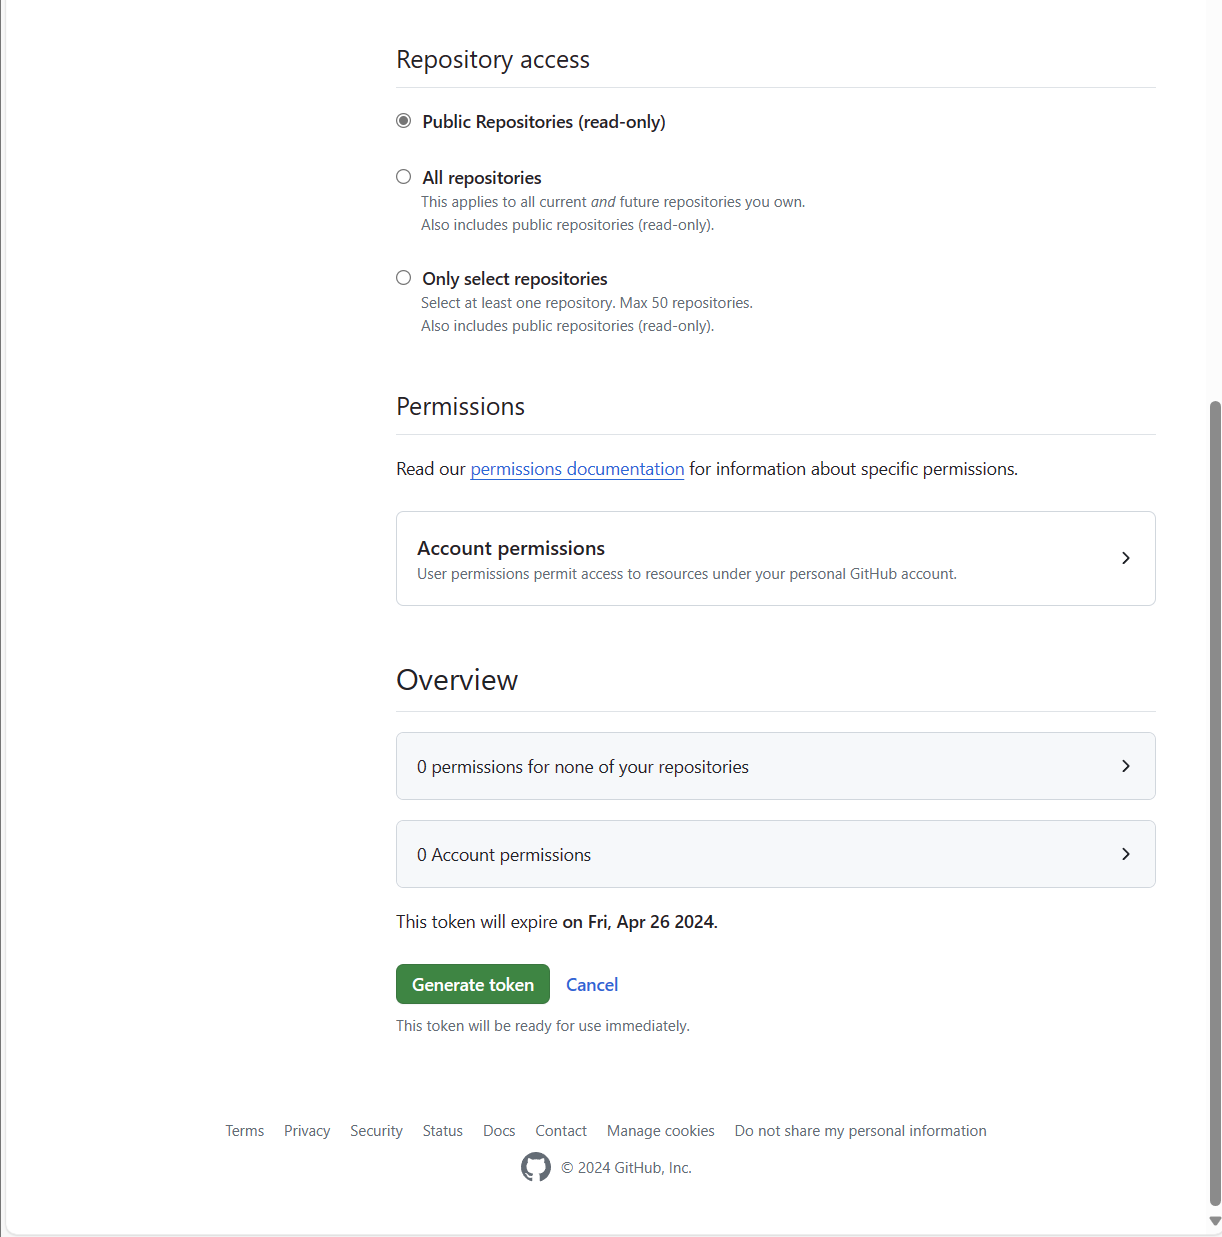 Repository access
Public Repositories (read-only)
All repositories
This applies to all current and future repositories you own.
Also includes public repositories (read-only).
Only select repositories
Select at least one repository. Max 50 repositories.
Also includes public repositories (read-only).
Permissions
Read our permissions documentation for information about specific permissions.
Account permissions
User permissions permit access to resources under your personal GitHub account.
Overview
0 permissions for none of your repositories
0 Account permissions
This token will expire on Fri, Apr 26 2024.
Generate token Cancel
This token will be ready for use immediately.
Terms Privacy Security Status Docs Contact Manage cookies Do not share my personal information
© 2024 GitHub, Inc.